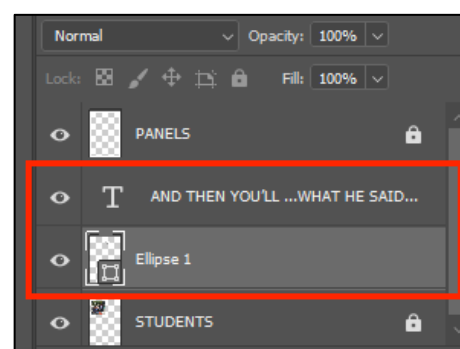 Normal Opacity: 100%
Lock: Fill: 100%
PANELS
T AND THEN YOU'LL ...WHAT HE SAID...
Ellipse 1
STUDENTS